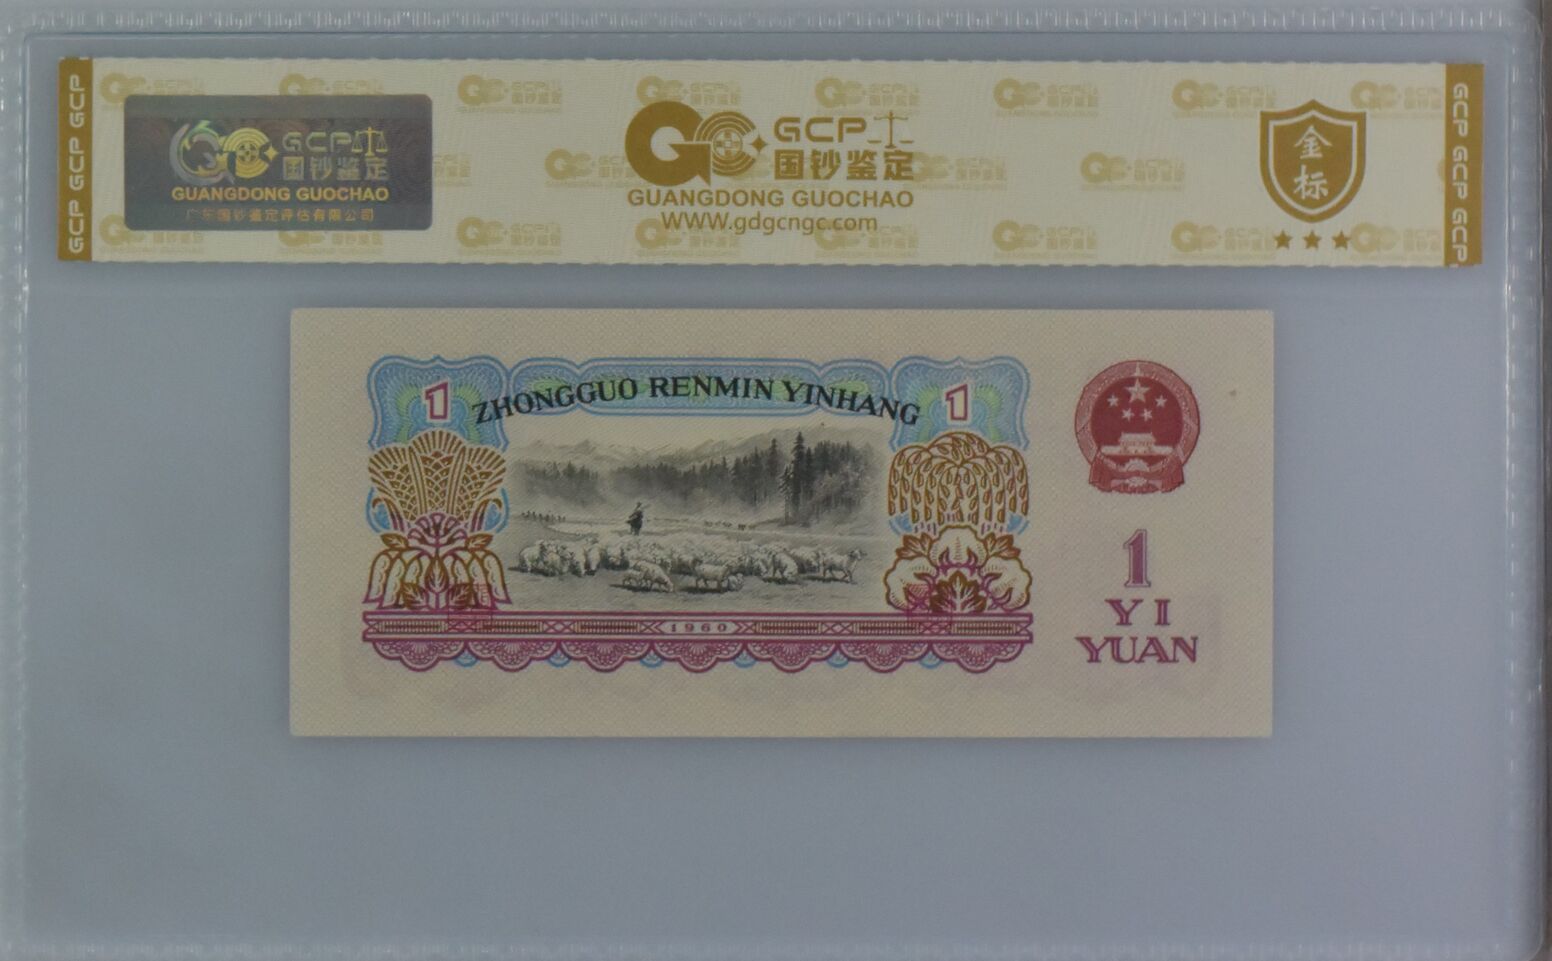 GCP GCP GCP
GCP
国钞鉴定
GUANGDONG GUOCHAO
广东国钞鉴定评估有限公司
GCP
国钞鉴定
GUANGDONG GUOCHAO
WWW.gdgcngc.com
金标
GCP GCP GCP
1
ZHONGGUO RENMIN YINHANG
1
1960
1
YI
YUAN